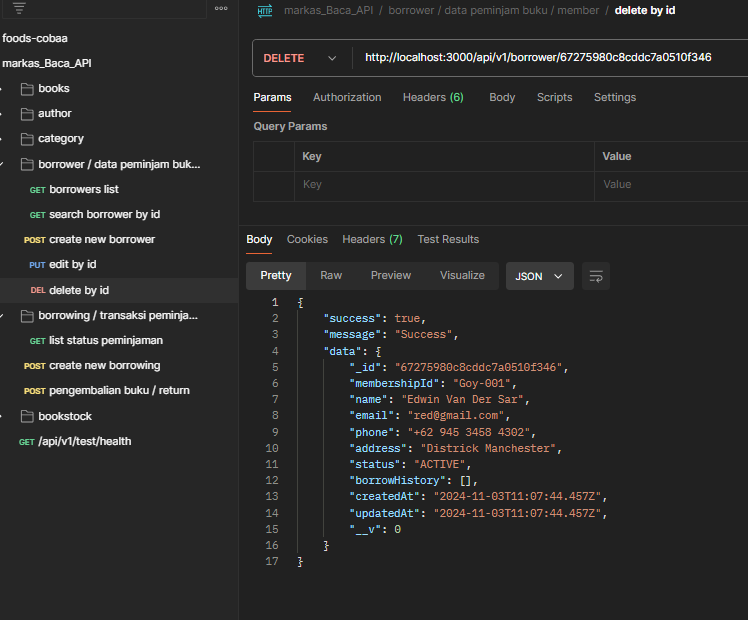 foods-cobaa
markas_Baca_API
books
author
category
borrower / data peminjam buk...
GET borrowers list
GET search borrower by id
POST create new borrower
PUT edit by id
DEL delete by id
borrowing / transaksi peminja...
GET list status peminjaman
POST create new borrowing
POST pengembalian buku / return
bookstock
GET /api/v1/test/health
HTTP markas_Baca_API / borrower / data peminjam buku / member / delete by id
DELETE http://localhost:3000/api/v1/borrower/67275980c8cddc7a0510f346
Params Authorization Headers (6) Body Scripts Settings
Query Params
Key Value
Key Value
Body Cookies Headers (7) Test Results
Pretty Raw Preview Visualize JSON
1 {
2 "success": true,
3 "message": "Success",
4 "data": {
5 "_id": "67275980c8cddc7a0510f346",
6 "membershipId": "Goy-001",
7 "name": "Edwin Van Der Sar",
8 "email": "red@gmail.com",
9 "phone": "+62 945 3458 4302",
10 "address": "Districk Manchester",
11 "status": "ACTIVE",
12 "borrowHistory": [],
13 "createdAt": "2024-11-03T11:07:44.457Z",
14 "updatedAt": "2024-11-03T11:07:44.457Z",
15 "__v": 0
16 }
17 }